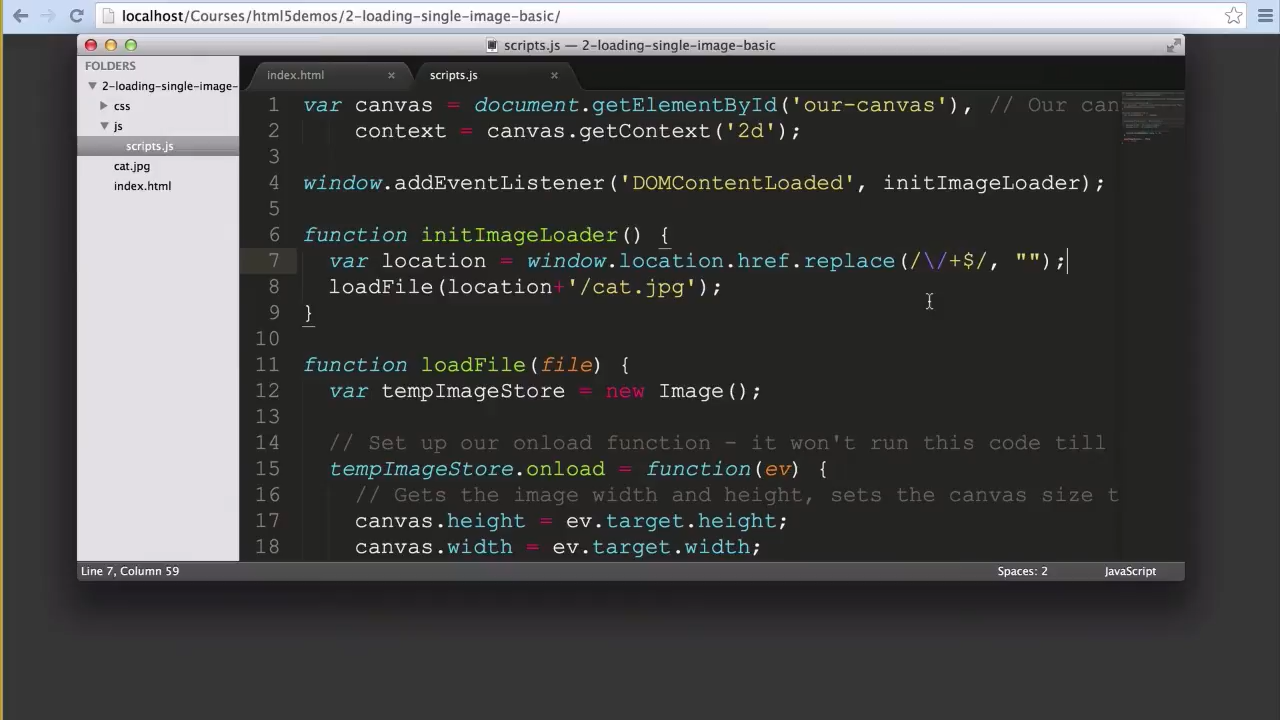 localhost/Courses/html5demos/2-loading-single-image-basic/
scripts.js — 2-loading-single-image-basic
FOLDERS
2-loading-single-image-
css
js
scripts.js
cat.jpg
index.html
index.html ×
scripts.js ×
1 var canvas = document.getElementById('our-canvas'), // Our can
2 context = canvas.getContext('2d');
3
4 window.addEventListener('DOMContentLoaded', initImageLoader);
5
6 function initImageLoader() {
7 var location = window.location.href.replace(/\/+$/, "");
8 loadFile(location+'/cat.jpg');
9 }
10
11 function loadFile(file) {
12 var tempImageStore = new Image();
13
14 // Set up our onload function - it won't run this code till
15 tempImageStore.onload = function(ev) {
16 // Gets the image width and height, sets the canvas size t
17 canvas.height = ev.target.height;
18 canvas.width = ev.target.width;
Line 7, Column 59
Spaces: 2
JavaScript